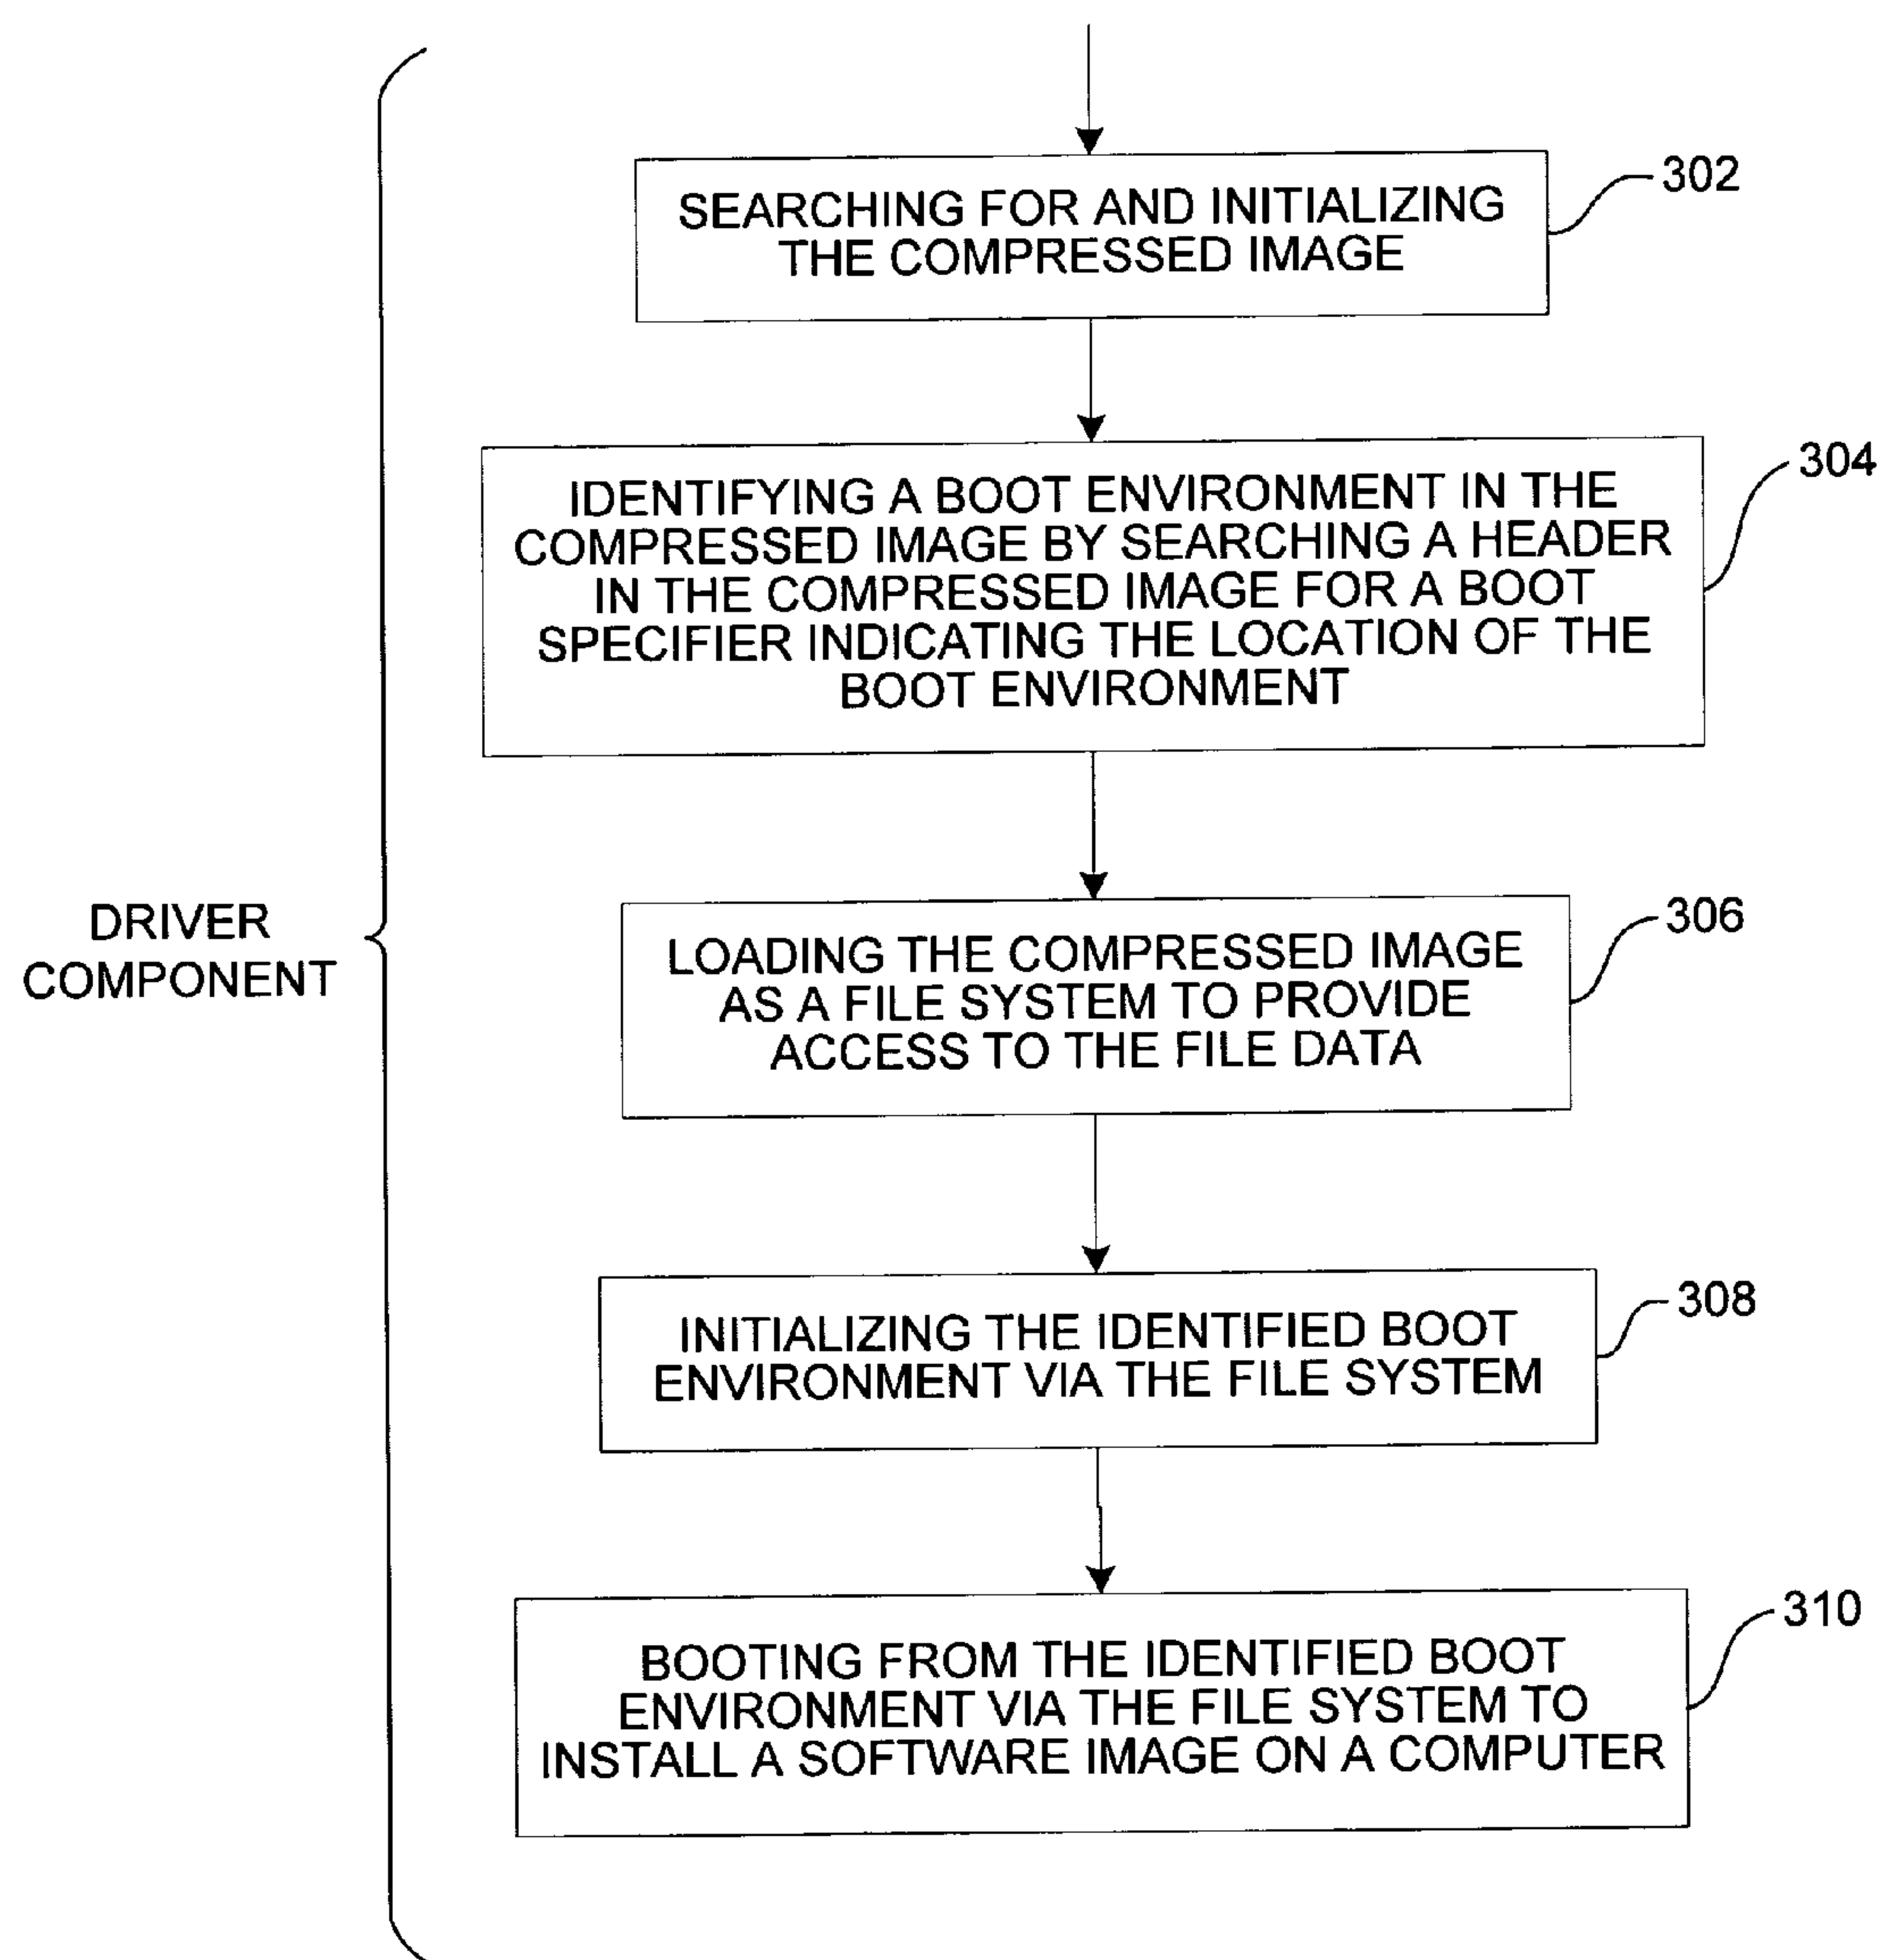 302
SEARCHING FOR AND INITIALIZING
THE COMPRESSED IMAGE
304
IDENTIFYING A BOOT ENVIRONMENT IN THE
COMPRESSED IMAGE BY SEARCHING A HEADER
IN THE COMPRESSED IMAGE FOR A BOOT
SPECIFIER INDICATING THE LOCATION OF THE
BOOT ENVIRONMENT
DRIVER
COMPONENT
306
LOADING THE COMPRESSED IMAGE
AS A FILE SYSTEM TO PROVIDE
ACCESS TO THE FILE DATA
308
INITIALIZING THE IDENTIFIED BOOT
ENVIRONMENT VIA THE FILE SYSTEM
310
BOOTING FROM THE IDENTIFIED BOOT
ENVIRONMENT VIA THE FILE SYSTEM TO
INSTALL A SOFTWARE IMAGE ON A COMPUTER